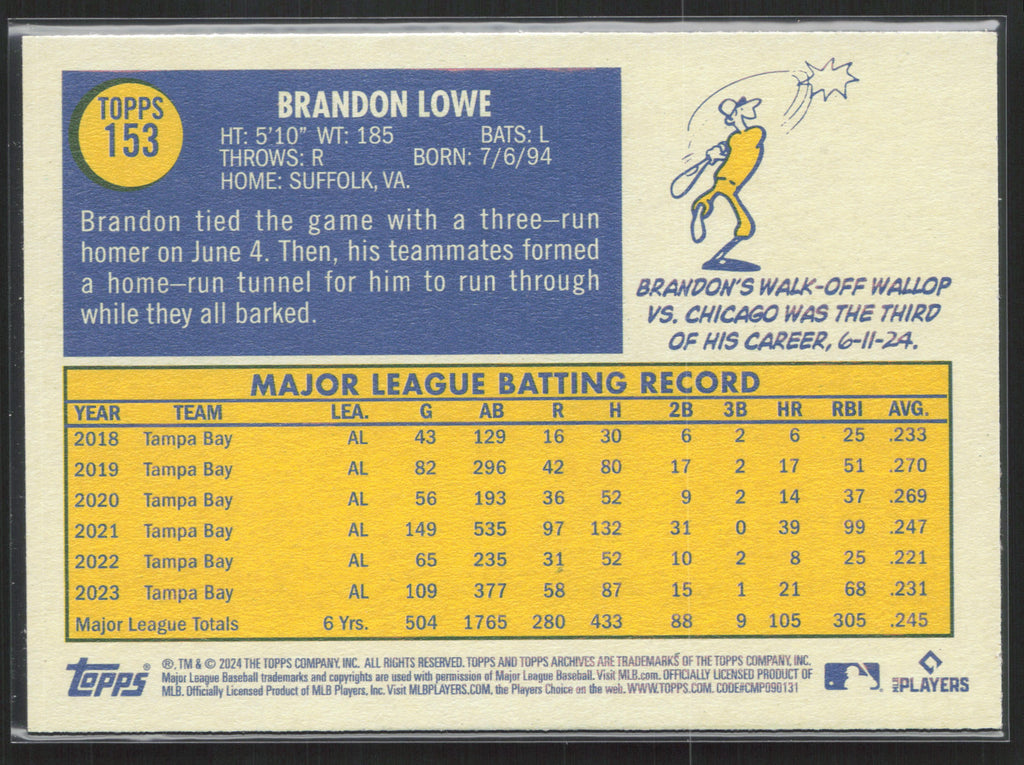 TOPPS
153
BRANDON LOWE
HT: 5'10" WT: 185 BATS: L
THROWS: R BORN: 7/6/94
HOME: SUFFOLK, VA.
Brandon tied the game with a three-run
homer on June 4. Then, his teammates formed
a home-run tunnel for him to run through
while they all barked.
BRANDON'S WALK-OFF WALLOP
VS. CHICAGO WAS THE THIRD
OF HIS CAREER, 6-11-24.
MAJOR LEAGUE BATTING RECORD
YEAR TEAM LEA. G AB R H 2B 3B HR RBI AVG.
2018 Tampa Bay AL 43 129 16 30 6 2 6 25 .233
2019 Tampa Bay AL 82 296 42 80 17 2 17 51 .270
2020 Tampa Bay AL 56 193 36 52 9 2 14 37 .269
2021 Tampa Bay AL 149 535 97 132 31 0 39 99 .247
2022 Tampa Bay AL 65 235 31 52 10 2 8 25 .221
2023 Tampa Bay AL 109 377 58 87 15 1 21 68 .231
Major League Totals 6 Yrs. 504 1765 280 433 88 9 105 305 .245
Topps ® ®, TM & © 2024 THE TOPPS COMPANY, INC. ALL RIGHTS RESERVED. TOPPS AND TOPPS ARCHIVES ARE TRADEMARKS OF THE TOPPS COMPANY, INC.
Major League Baseball trademarks and copyrights are used with permission of Major League Baseball. Visit MLB.com. OFFICIALLY LICENSED PRODUCT OF
MLB. Officially Licensed Product of MLB Players, Inc. Visit MLBPLAYERS.COM, the Players Choice on the web. WWW.TOPPS.COM. CODE#CMP090131
MLB PLAYERS